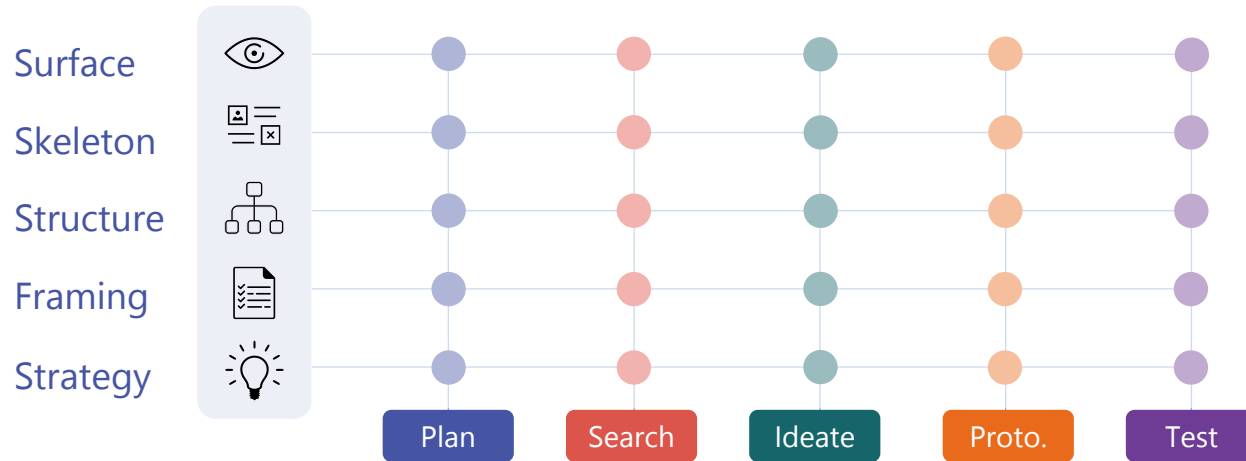 Surface
Skeleton
Structure
Framing
Strategy
Plan
Search
Ideate
Proto.
Test